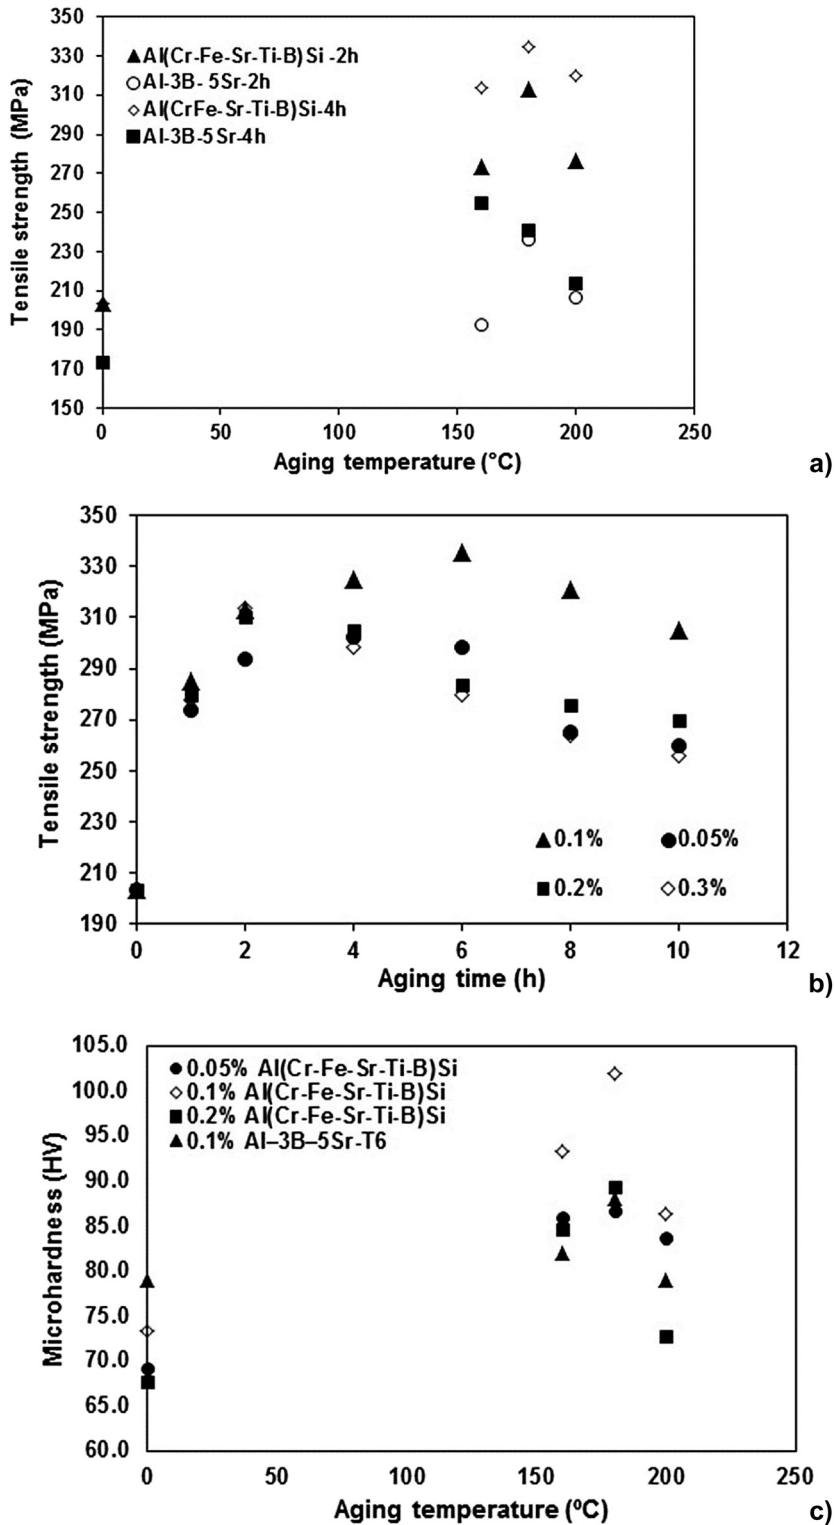 350
330
310
290
270
250
230
210
190
170
150
Tensile strength (MPa)
Al(Cr-Fe-Sr-Ti-B)Si -2h
Al-3B- 5Sr-2h
Al(CrFe-Sr-Ti-B)Si-4h
Al-3B-5Sr-4h
0 50 100 150 200 250
Aging temperature (°C)
a)
350
330
310
290
270
250
230
210
190
Tensile strength (MPa)
0.1% 0.05%
0.2% 0.3%
0 2 4 6 8 10 12
Aging time (h)
b)
105.0
100.0
95.0
90.0
85.0
80.0
75.0
70.0
65.0
60.0
Microhardness (HV)
0.05% Al(Cr-Fe-Sr-Ti-B)Si
0.1% Al(Cr-Fe-Sr-Ti-B)Si
0.2% Al(Cr-Fe-Sr-Ti-B)Si
0.1% Al–3B–5Sr-T6
0 50 100 150 200 250
Aging temperature (ºC)
c)